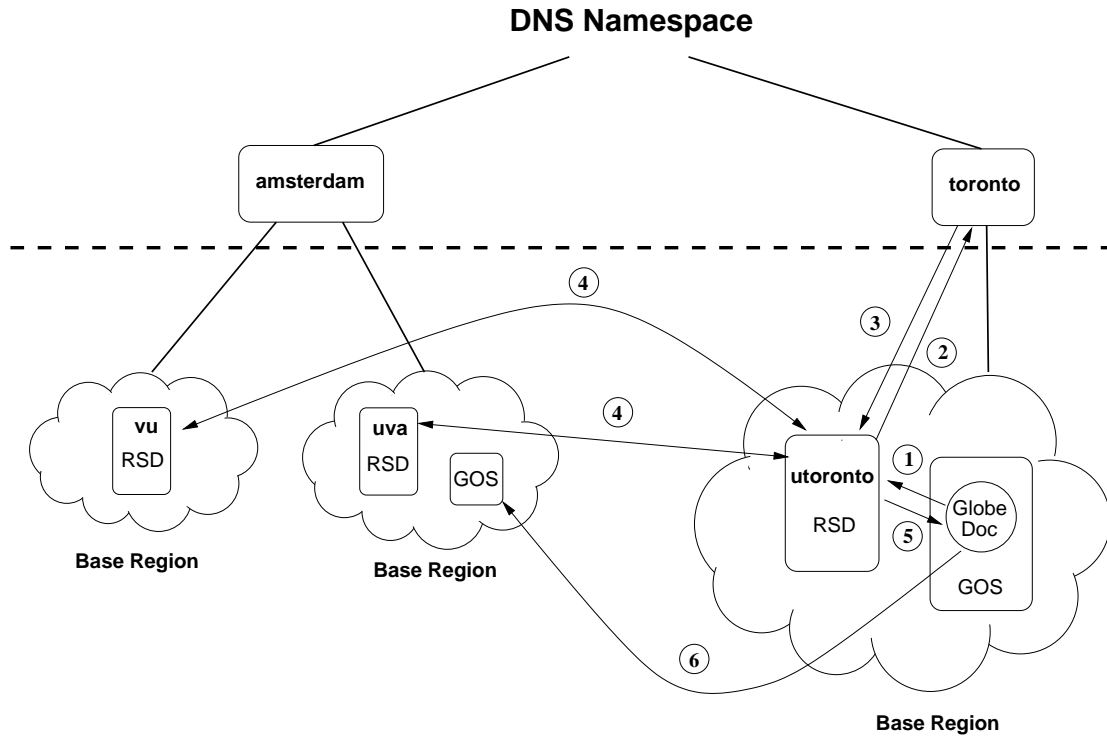 DNS Namespace
amsterdam
toronto
4
3
2
4
vu
RSD
uva
RSD
GOS
utoronto
RSD
1
5
Globe
Doc
GOS
6
Base Region
Base Region
Base Region